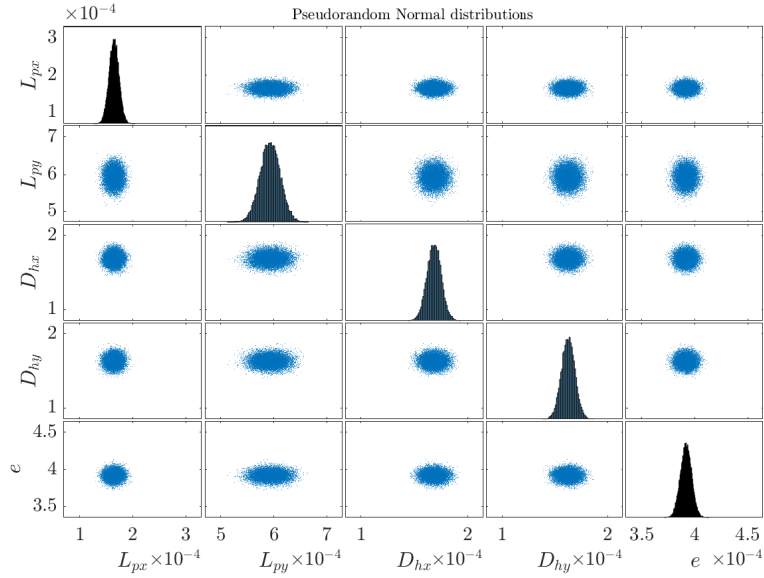 ×10⁻⁴ Pseudorandom Normal distributions
3
2
1
L_px
7
6
5
L_py
2
1
D_hx
2
1
D_hy
4.5
4
3.5
e
1 2 3 5 6 7 1 2 1 2 3.5 4 4.5
L_px ×10⁻⁴ L_py ×10⁻⁴ D_hx ×10⁻⁴ D_hy ×10⁻⁴ e ×10⁻⁴